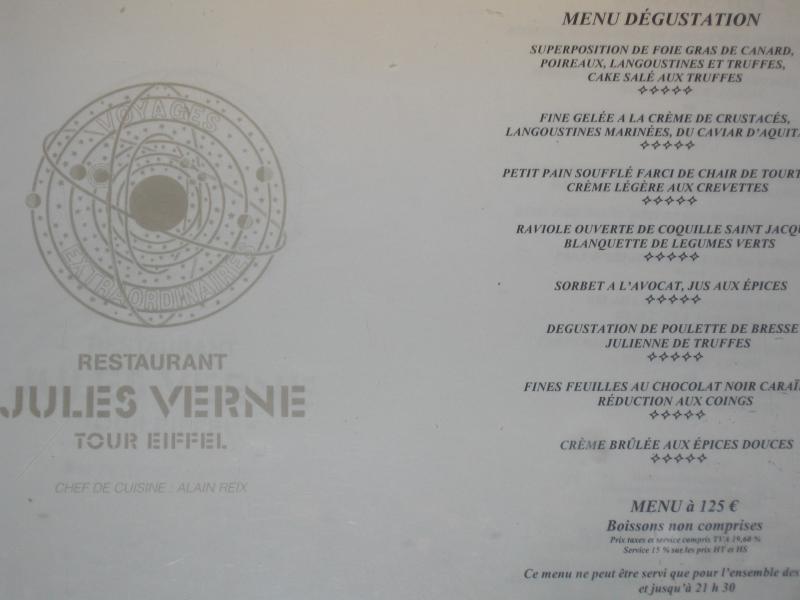 VOYAGES
EXTRAORDINAIRES
RESTAURANT
JULES VERNE
TOUR EIFFEL
CHEF DE CUISINE : ALAIN REIX
MENU DÉGUSTATION
SUPERPOSITION DE FOIE GRAS DE CANARD,
POIREAUX, LANGOUSTINES ET TRUFFES,
CAKE SALÉ AUX TRUFFES
FINE GELÉE A LA CRÈME DE CRUSTACÉS,
LANGOUSTINES MARINÉES, DU CAVIAR D'AQUITA
PETIT PAIN SOUFFLÉ FARCI DE CHAIR DE TOURT
CRÉME LÉGÈRE AUX CREVETTES
RAVIOLE OUVERTE DE COQUILLE SAINT JACQU
BLANQUETTE DE LEGUMES VERTS
SORBET A L'AVOCAT, JUS AUX ÉPICES
DEGUSTATION DE POULETTE DE BRESSE
JULIENNE DE TRUFFES
FINES FEUILLES AU CHOCOLAT NOIR CARAÏ
RÉDUCTION AUX COINGS
CRÈME BRÛLÉE AUX ÉPICES DOUCES
MENU à 125 €
Boissons non comprises
Prix taxes et service compris TVA 19,60 %
Service 15 % sur les prix HT et HS
Ce menu ne peut être servi que pour l'ensemble des
et jusqu'à 21 h 30